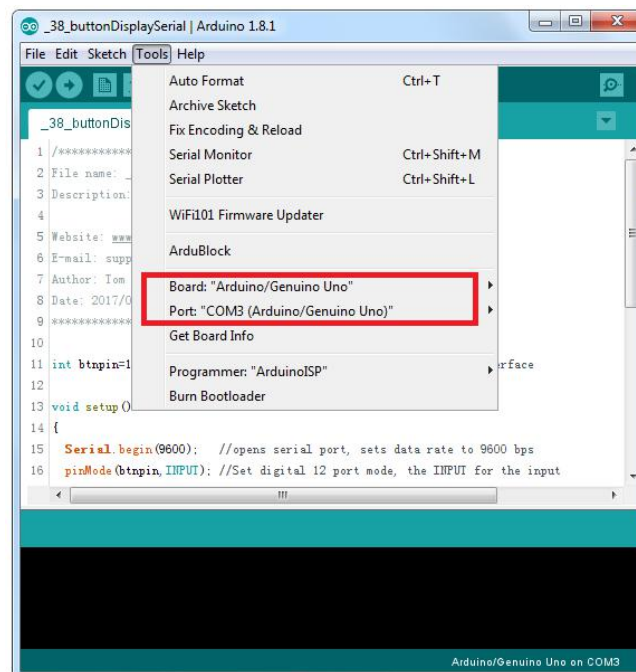 _38_buttonDisplaySerial | Arduino 1.8.1
File Edit Sketch Tools Help
Auto Format Ctrl+T
Archive Sketch
Fix Encoding & Reload
Serial Monitor Ctrl+Shift+M
Serial Plotter Ctrl+Shift+L
WiFi101 Firmware Updater
ArduBlock
Board: "Arduino/Genuino Uno"
Port: "COM3 (Arduino/Genuino Uno)"
Get Board Info
Programmer: "ArduinoISP"
Burn Bootloader
_38_buttonDis
1 /************
2 File name: _
3 Description:
4
5 Website: www
6 E-mail: supp
7 Author: Tom
8 Date: 2017/0
9 ************
10
11 int btnpin=1 rface
12
13 void setup()
14 {
15 Serial.begin(9600); //opens serial port, sets data rate to 9600 bps
16 pinMode(btnpin,INPUT); //Set digital 12 port mode, the INPUT for the input
Arduino/Genuino Uno on COM3